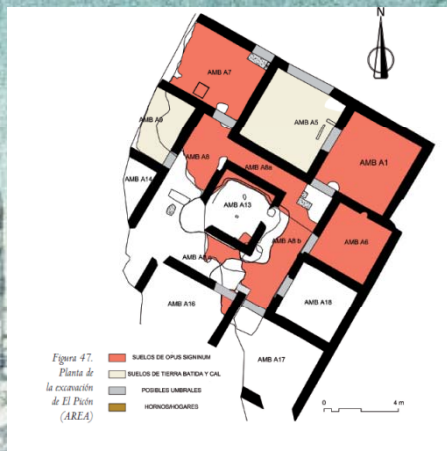 N
AMB A7
AMB A5
AMB A9
AMB A1
AMB A8
AMB A8a
AMB A14
AMB A13
AMB A8 b
AMB A6
AMB A16
AMB A18
AMB A17
Figura 47.
Planta de
la excavación
de El Picón
(AREA)
SUELOS DE OPUS SIGNINUM
SUELOS DE TIERRA BATIDA Y CAL
POSIBLES UMBRALES
HORNOS/HOGARES
0 4 m